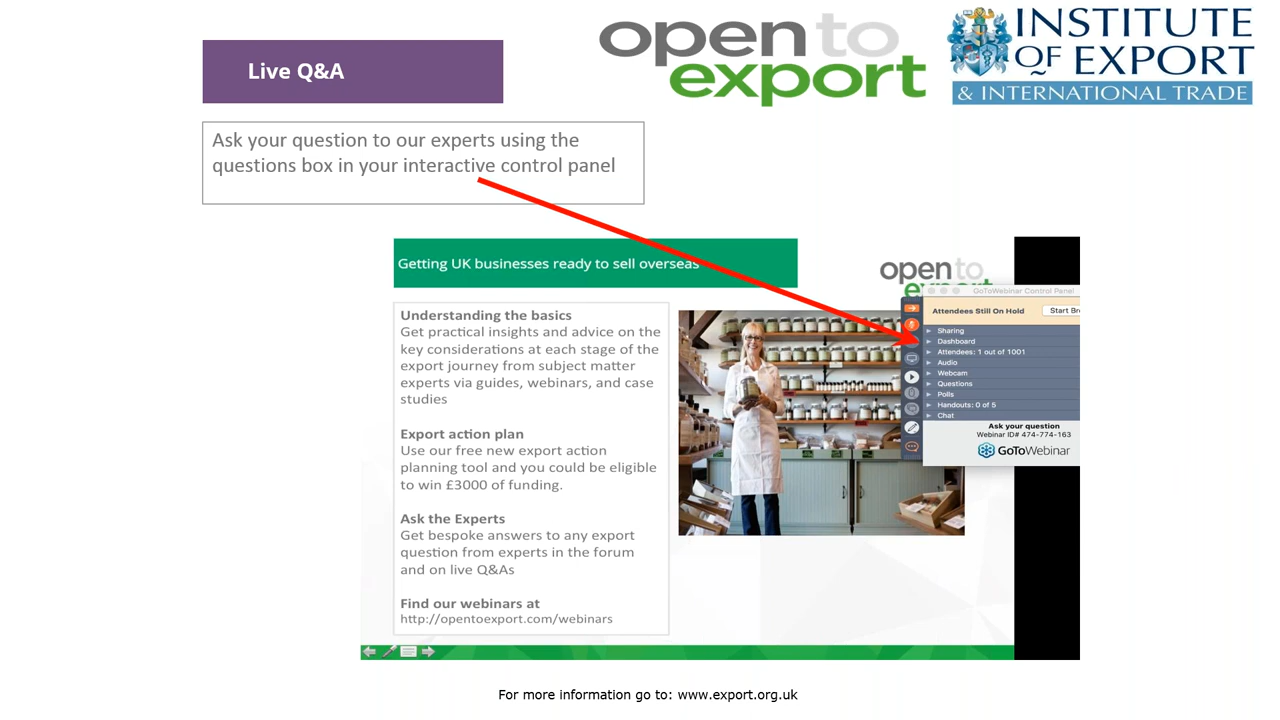 Live Q&A
open to
export
INSTITUTE
OF EXPORT
& INTERNATIONAL TRADE
Ask your question to our experts using the
questions box in your interactive control panel
Getting UK businesses ready to sell overseas
open to
export
Understanding the basics
Get practical insights and advice on the
key considerations at each stage of the
export journey from subject matter
experts via guides, webinars, and case
studies
Export action plan
Use our free new export action
planning tool and you could be eligible
to win £3000 of funding.
Ask the Experts
Get bespoke answers to any export
question from experts in the forum
and on live Q&As
Find our webinars at
http://opentoexport.com/webinars
GoToWebinar Control Panel
Attendees Still On Hold
Start Br
Sharing
Dashboard
Attendees: 1 out of 1001
Audio
Webcam
Questions
Polls
Handouts: 0 of 5
Chat
Ask your question
Webinar ID# 474-774-163
GoToWebinar
For more information go to: www.export.org.uk